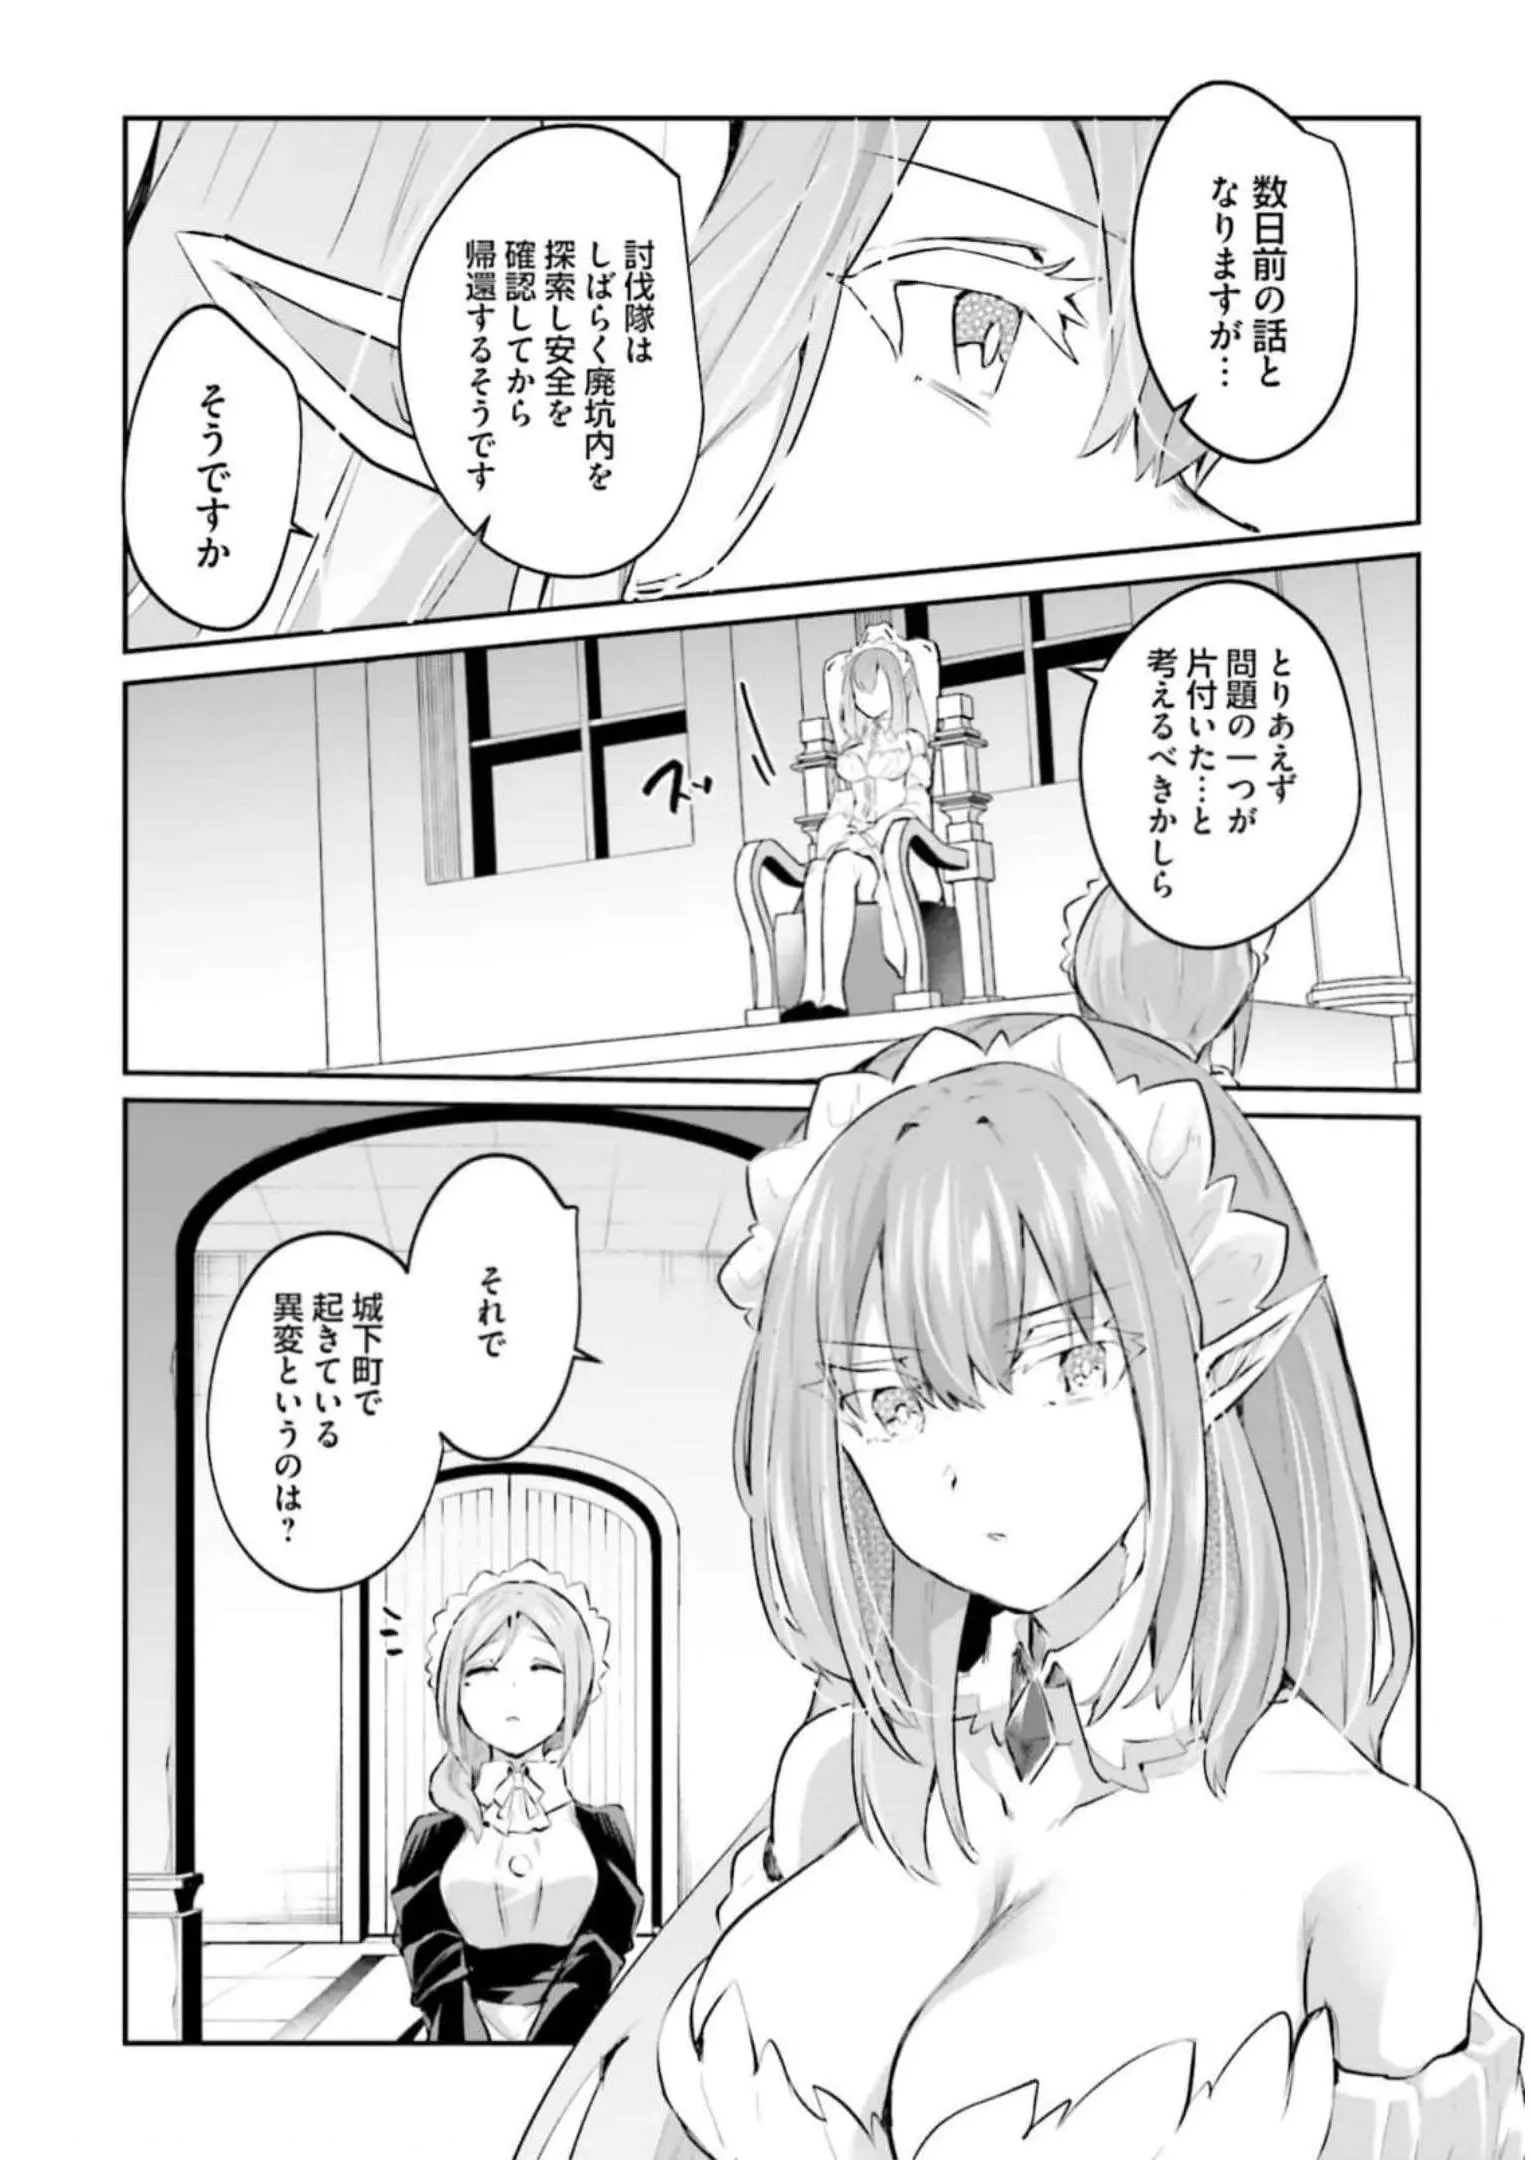 数日前の話と
なりますが…
討伐隊は
しばらく廃坑内を
探索し安全を
確認してから
帰還するそうです
そうですか
とりあえず
問題の一つが
片付いた…と
考えるべきかしら
ズッ
それで
城下町で
起きている
異変というのは?